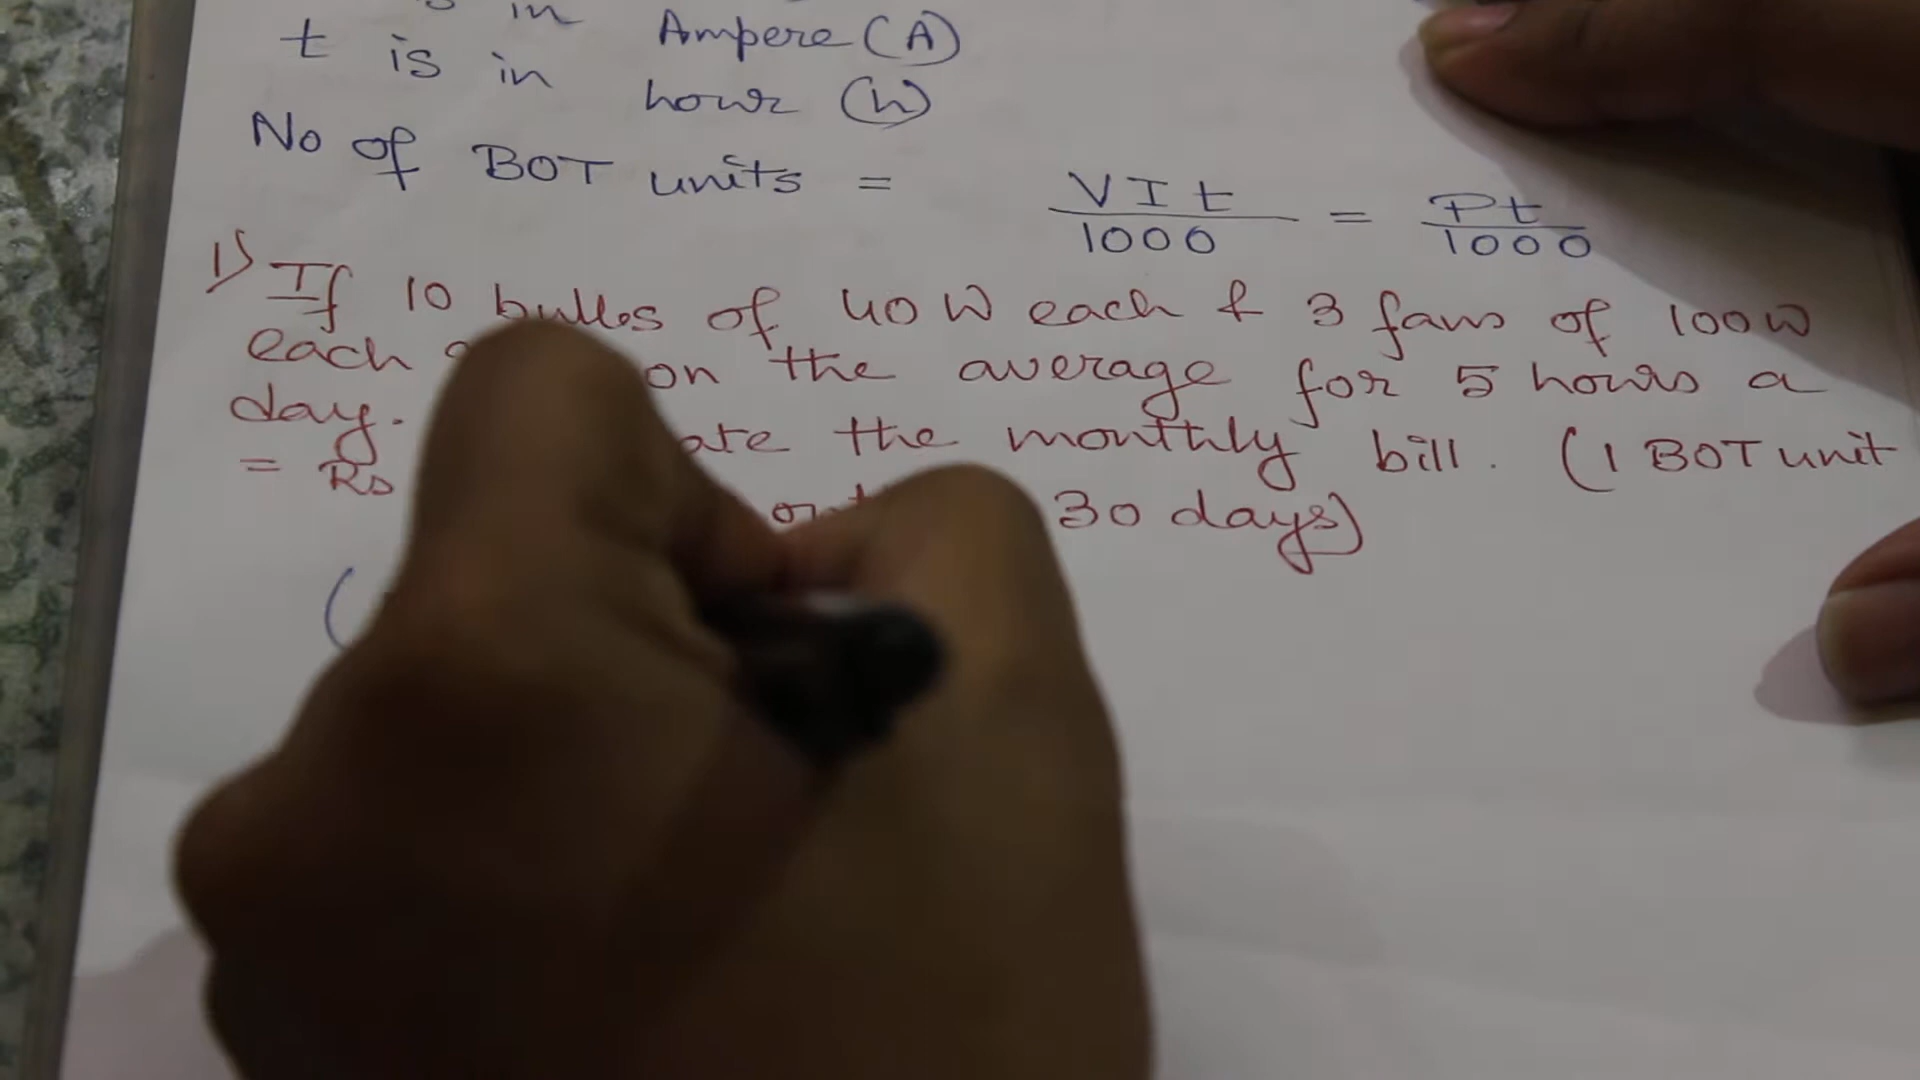 in Ampere (A)
t is in hour (h)
No of BOT units = VIt/1000 = Pt/1000
1) If 10 bulbs of 40W each & 3 fans of 100W
each on the average for 5 hours a
day. the monthly bill. (1 BOT unit
= Rs 30 days)
(